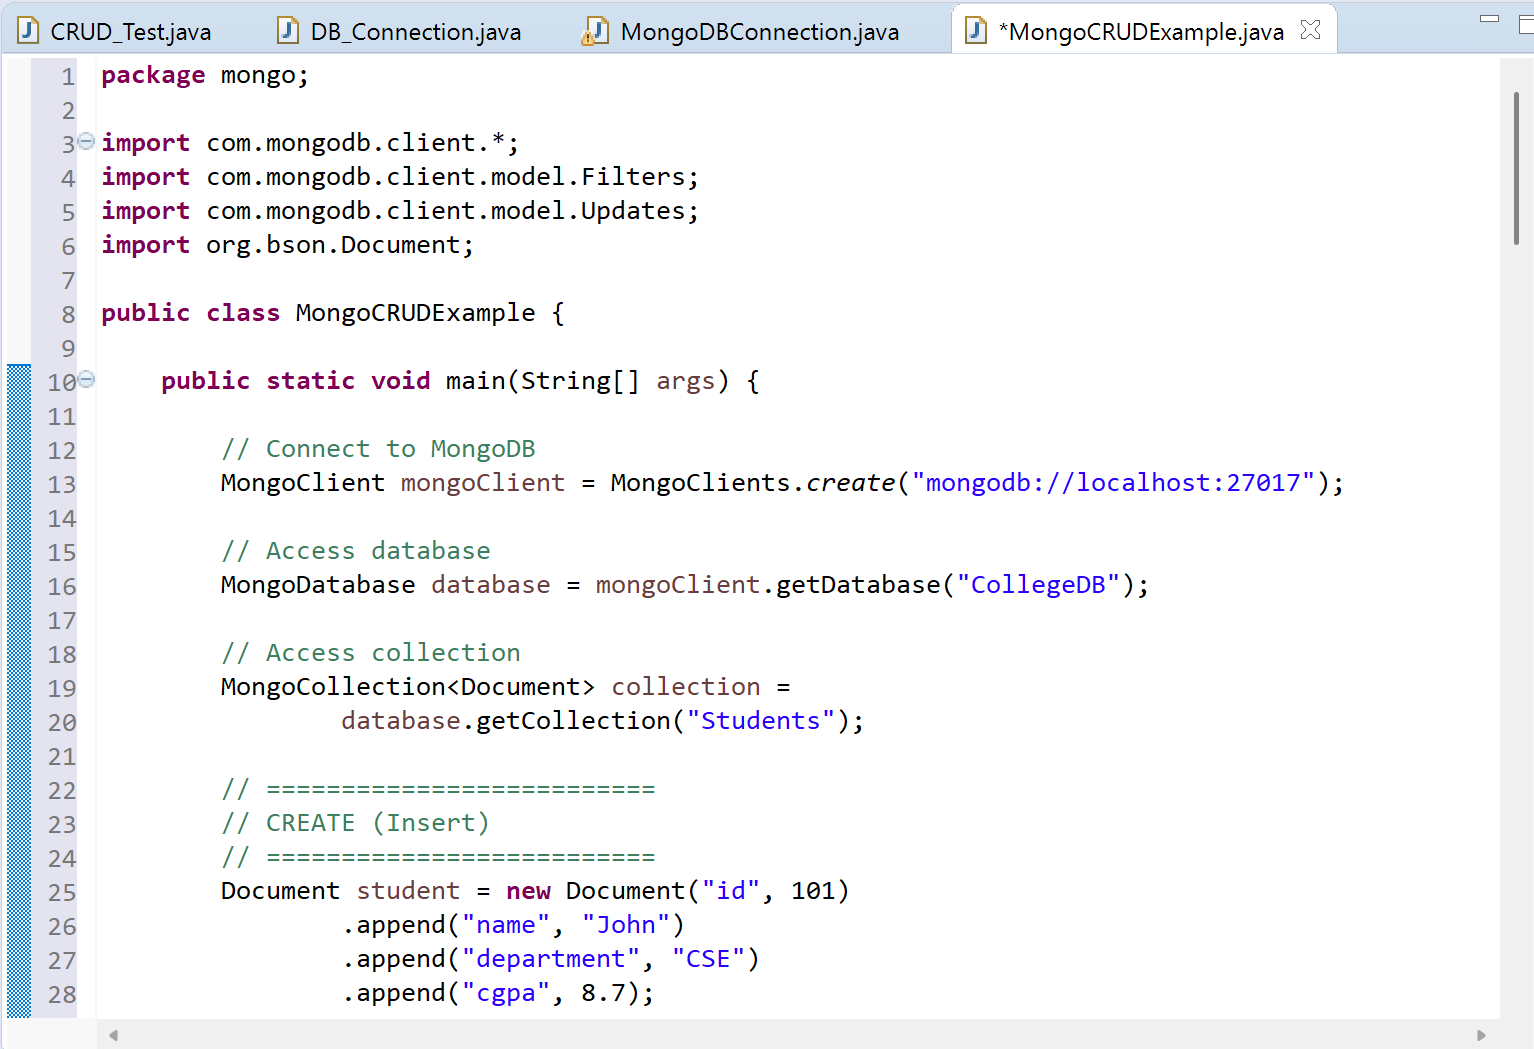 CRUD_Test.java DB_Connection.java MongoDBConnection.java *MongoCRUDExample.java
1 package mongo;
2
3 import com.mongodb.client.*;
4 import com.mongodb.client.model.Filters;
5 import com.mongodb.client.model.Updates;
6 import org.bson.Document;
7
8 public class MongoCRUDExample {
9
10 public static void main(String[] args) {
11
12 // Connect to MongoDB
13 MongoClient mongoClient = MongoClients.create("mongodb://localhost:27017");
14
15 // Access database
16 MongoDatabase database = mongoClient.getDatabase("CollegeDB");
17
18 // Access collection
19 MongoCollection<Document> collection =
20 database.getCollection("Students");
21
22 // ==========================
23 // CREATE (Insert)
24 // ==========================
25 Document student = new Document("id", 101)
26 .append("name", "John")
27 .append("department", "CSE")
28 .append("cgpa", 8.7);